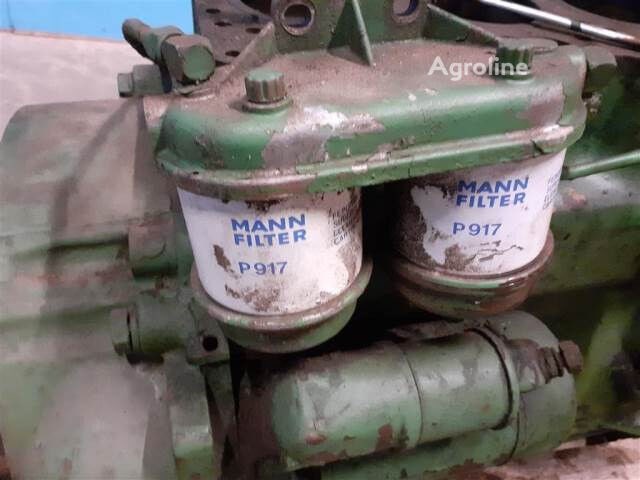 Agroline
MANN
FILTER
P917
MANN
FILTER
P917